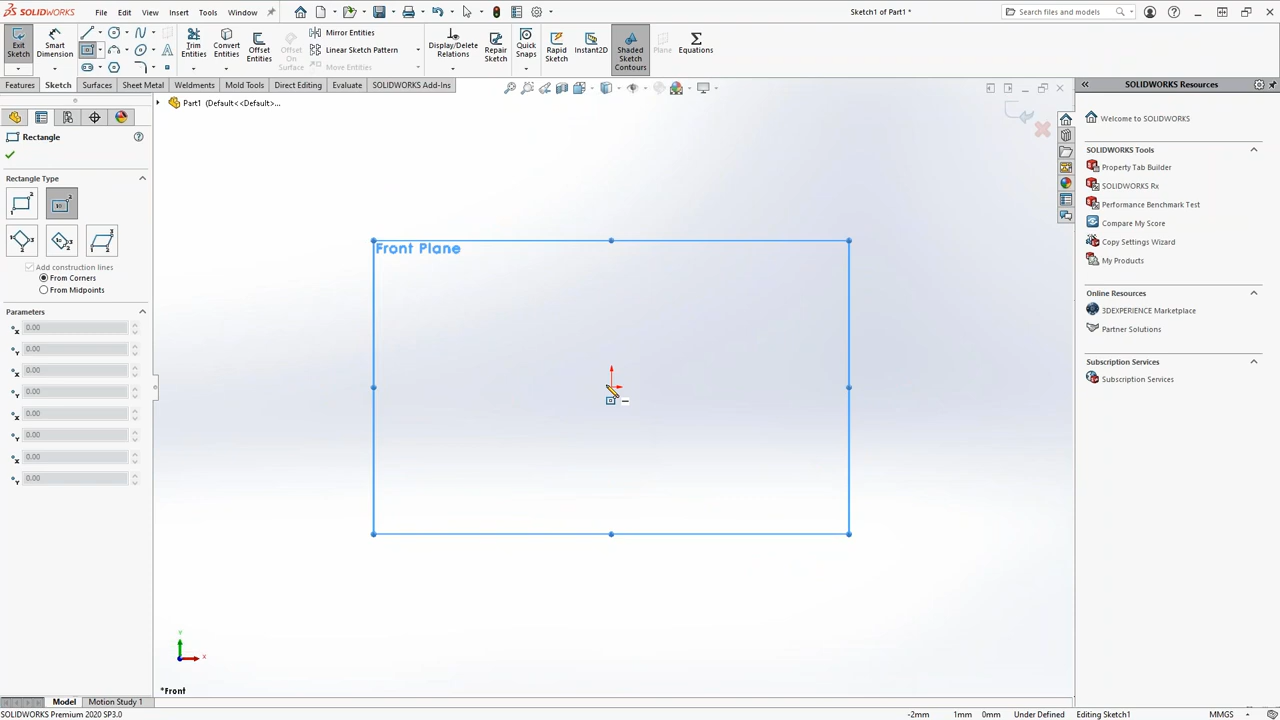 SOLIDWORKS File Edit View Insert Tools Window Sketch1 of Part1 * Search files and models
Exit Sketch
Smart Dimension
Trim Entities
Convert Entities
Offset Entities
Offset On Surface
Mirror Entities
Linear Sketch Pattern
More Entities
Display/Delete Relations
Repair Sketch
Quick Snaps
Rapid Sketch
Instant2D
Shaded Sketch Contours
Plane
Equations
Features Sketch Surfaces Sheet Metal Weldments Mold Tools Direct Editing Evaluate SOLIDWORKS Add-Ins
Part1 (Default<<Default>...
Rectangle
Rectangle Type
Add construction lines
From Corners
From Midpoints
Parameters
0.00
0.00
0.00
0.00
0.00
0.00
0.00
0.00
Front Plane
SOLIDWORKS Resources
Welcome to SOLIDWORKS
SOLIDWORKS Tools
Property Tab Builder
SOLIDWORKS Rx
Performance Benchmark Test
Compare My Score
Copy Settings Wizard
My Products
Online Resources
3DEXPERIENCE Marketplace
Partner Solutions
Subscription Services
Subscription Services
Y
X
*Front
Model Motion Study 1
SOLIDWORKS Premium 2020 SP3.0 -2mm 1mm 0mm Under Defined Editing Sketch1 MMGS